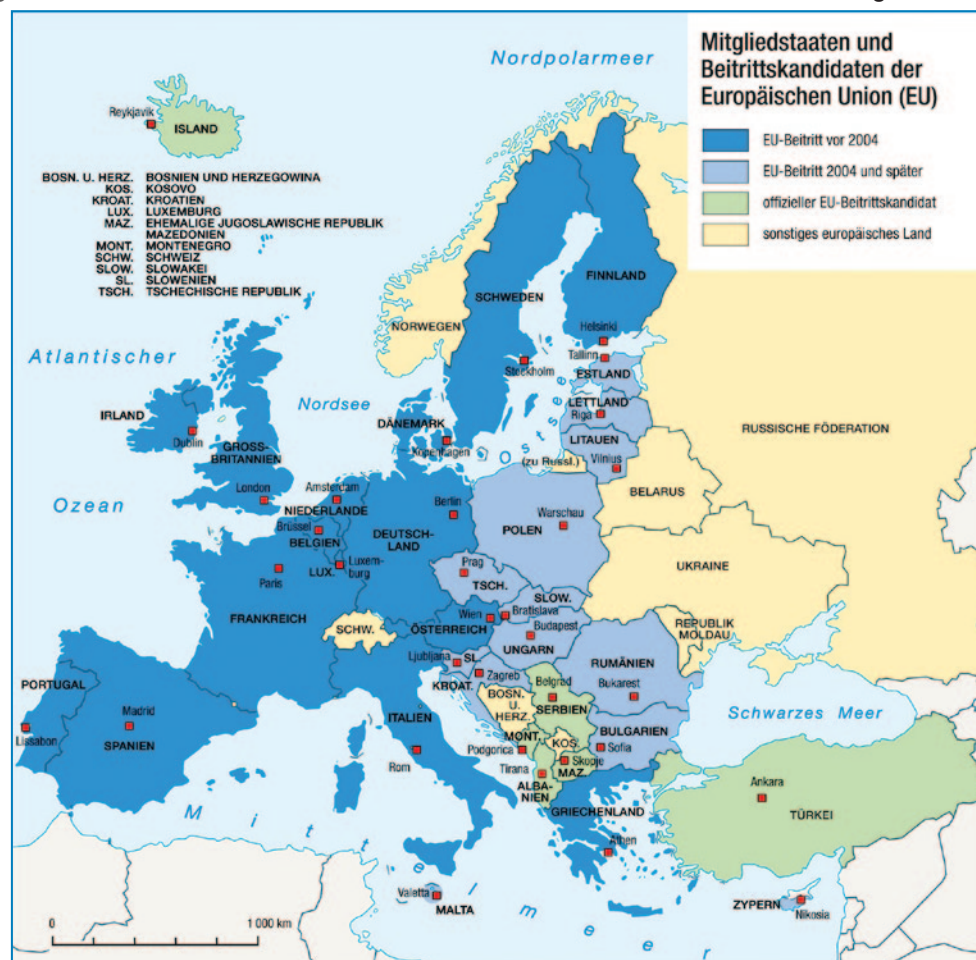 Mitgliedstaaten und
Beitrittskandidaten der
Europäischen Union (EU)
EU-Beitritt vor 2004
EU-Beitritt 2004 und später
offizieller EU-Beitrittskandidat
sonstiges europäisches Land
Nordpolarmeer
Reykjavik
ISLAND
BOSN. U. HERZ. BOSNIEN UND HERZEGOWINA
KOS. KOSOVO
KROAT. KROATIEN
LUX. LUXEMBURG
MAZ. EHEMALIGE JUGOSLAWISCHE REPUBLIK
MAZEDONIEN
MONT. MONTENEGRO
SCHW. SCHWEIZ
SLOW. SLOWAKEI
SL. SLOWENIEN
TSCH. TSCHECHISCHE REPUBLIK
FINNLAND
SCHWEDEN
NORWEGEN
Helsinki
Tallinn
Stockholm
ESTLAND
Atlantischer
Ozean
Nordsee
Ostsee
LETTLAND
Riga
IRLAND
Dublin
DÄNEMARK
Kopenhagen
LITAUEN
Vilnius
(zu Russl.)
RUSSISCHE FÖDERATION
GROSS-
BRITANNIEN
London
Amsterdam
NIEDERLANDE
Berlin
BELARUS
Brüssel
BELGIEN
DEUTSCH-
LAND
Warschau
POLEN
LUX.
Luxem-
burg
Paris
Prag
TSCH.
UKRAINE
SLOW.
FRANKREICH
SCHW.
Wien
Bratislava
ÖSTERREICH
Budapest
UNGARN
REPUBLIK
MOLDAU
Ljubljana
SL.
Zagreb
KROAT.
RUMÄNIEN
Bukarest
PORTUGAL
Lissabon
Madrid
SPANIEN
ITALIEN
Rom
BOSN.
U.
HERZ.
Belgrad
SERBIEN
Schwarzes Meer
MONT.
Podgorica
KOS.
BULGARIEN
Sofia
Skopje
MAZ.
Tirana
ALBA-
NIEN
GRIECHENLAND
Athen
Ankara
TÜRKEI
Mittelmeer
Valetta
MALTA
ZYPERN
Nikosia
0 1 000 km